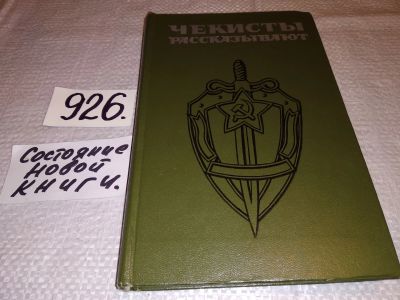 ЧЕКИСТЫ
РАССКАЗЫВАЮТ
926.
Состояние
новой
книги.